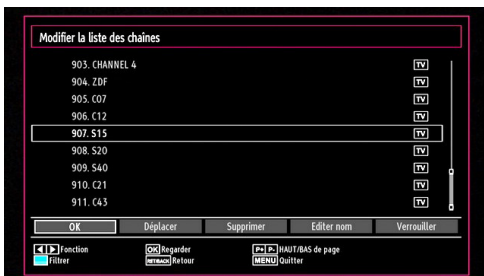 Modifier la liste des chaînes
903. CHANNEL 4 TV
904. ZDF TV
905. C07 TV
906. C12 TV
907. S15 TV
908. S20 TV
909. S40 TV
910. C21 TV
911. C43 TV
OK Déplacer Supprimer Editer nom Verrouiller
Fonction OK Regarder P+ P- HAUT/BAS de page
Filtrer RET/BACK Retour MENU Quitter